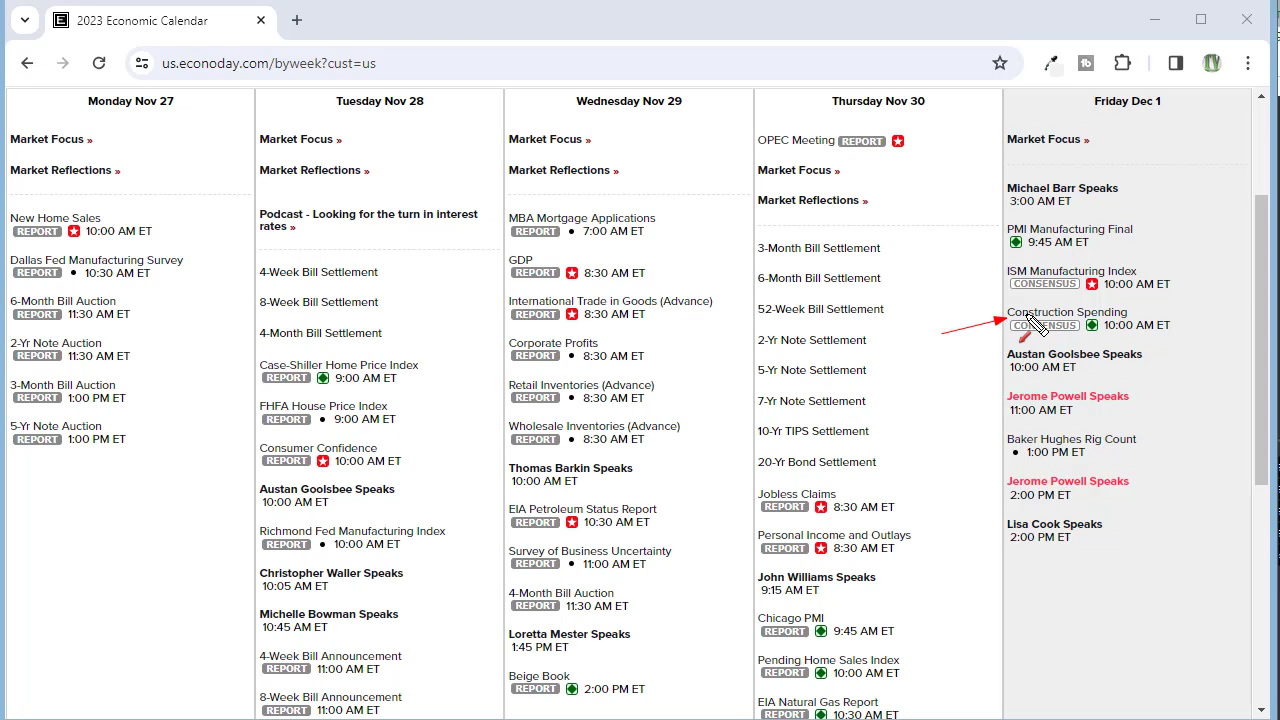 2023 Economic Calendar
us.econoday.com/byweek?cust=us
Monday Nov 27
Market Focus »
Market Reflections »
New Home Sales
REPORT 10:00 AM ET
Dallas Fed Manufacturing Survey
REPORT • 10:30 AM ET
6-Month Bill Auction
REPORT 11:30 AM ET
2-Yr Note Auction
REPORT 11:30 AM ET
3-Month Bill Auction
REPORT 1:00 PM ET
5-Yr Note Auction
REPORT 1:00 PM ET
Tuesday Nov 28
Market Focus »
Market Reflections »
Podcast - Looking for the turn in interest
rates »
4-Week Bill Settlement
8-Week Bill Settlement
4-Month Bill Settlement
Case-Shiller Home Price Index
REPORT 9:00 AM ET
FHFA House Price Index
REPORT • 9:00 AM ET
Consumer Confidence
REPORT 10:00 AM ET
Austan Goolsbee Speaks
10:00 AM ET
Richmond Fed Manufacturing Index
REPORT • 10:00 AM ET
Christopher Waller Speaks
10:05 AM ET
Michelle Bowman Speaks
10:45 AM ET
4-Week Bill Announcement
REPORT 11:00 AM ET
8-Week Bill Announcement
REPORT 11:00 AM ET
Wednesday Nov 29
Market Focus »
Market Reflections »
MBA Mortgage Applications
REPORT • 7:00 AM ET
GDP
REPORT 8:30 AM ET
International Trade in Goods (Advance)
REPORT 8:30 AM ET
Corporate Profits
REPORT • 8:30 AM ET
Retail Inventories (Advance)
REPORT • 8:30 AM ET
Wholesale Inventories (Advance)
REPORT • 8:30 AM ET
Thomas Barkin Speaks
10:00 AM ET
EIA Petroleum Status Report
REPORT 10:30 AM ET
Survey of Business Uncertainty
REPORT • 11:00 AM ET
4-Month Bill Auction
REPORT 11:30 AM ET
Loretta Mester Speaks
1:45 PM ET
Beige Book
REPORT 2:00 PM ET
Thursday Nov 30
OPEC Meeting REPORT
Market Focus »
Market Reflections »
3-Month Bill Settlement
6-Month Bill Settlement
52-Week Bill Settlement
2-Yr Note Settlement
5-Yr Note Settlement
7-Yr Note Settlement
10-Yr TIPS Settlement
20-Yr Bond Settlement
Jobless Claims
REPORT 8:30 AM ET
Personal Income and Outlays
REPORT 8:30 AM ET
John Williams Speaks
9:15 AM ET
Chicago PMI
REPORT 9:45 AM ET
Pending Home Sales Index
REPORT 10:00 AM ET
EIA Natural Gas Report
REPORT 10:30 AM ET
Friday Dec 1
Market Focus »
Michael Barr Speaks
3:00 AM ET
PMI Manufacturing Final
9:45 AM ET
ISM Manufacturing Index
CONSENSUS 10:00 AM ET
Construction Spending
CONSENSUS 10:00 AM ET
Austan Goolsbee Speaks
10:00 AM ET
Jerome Powell Speaks
11:00 AM ET
Baker Hughes Rig Count
• 1:00 PM ET
Jerome Powell Speaks
2:00 PM ET
Lisa Cook Speaks
2:00 PM ET